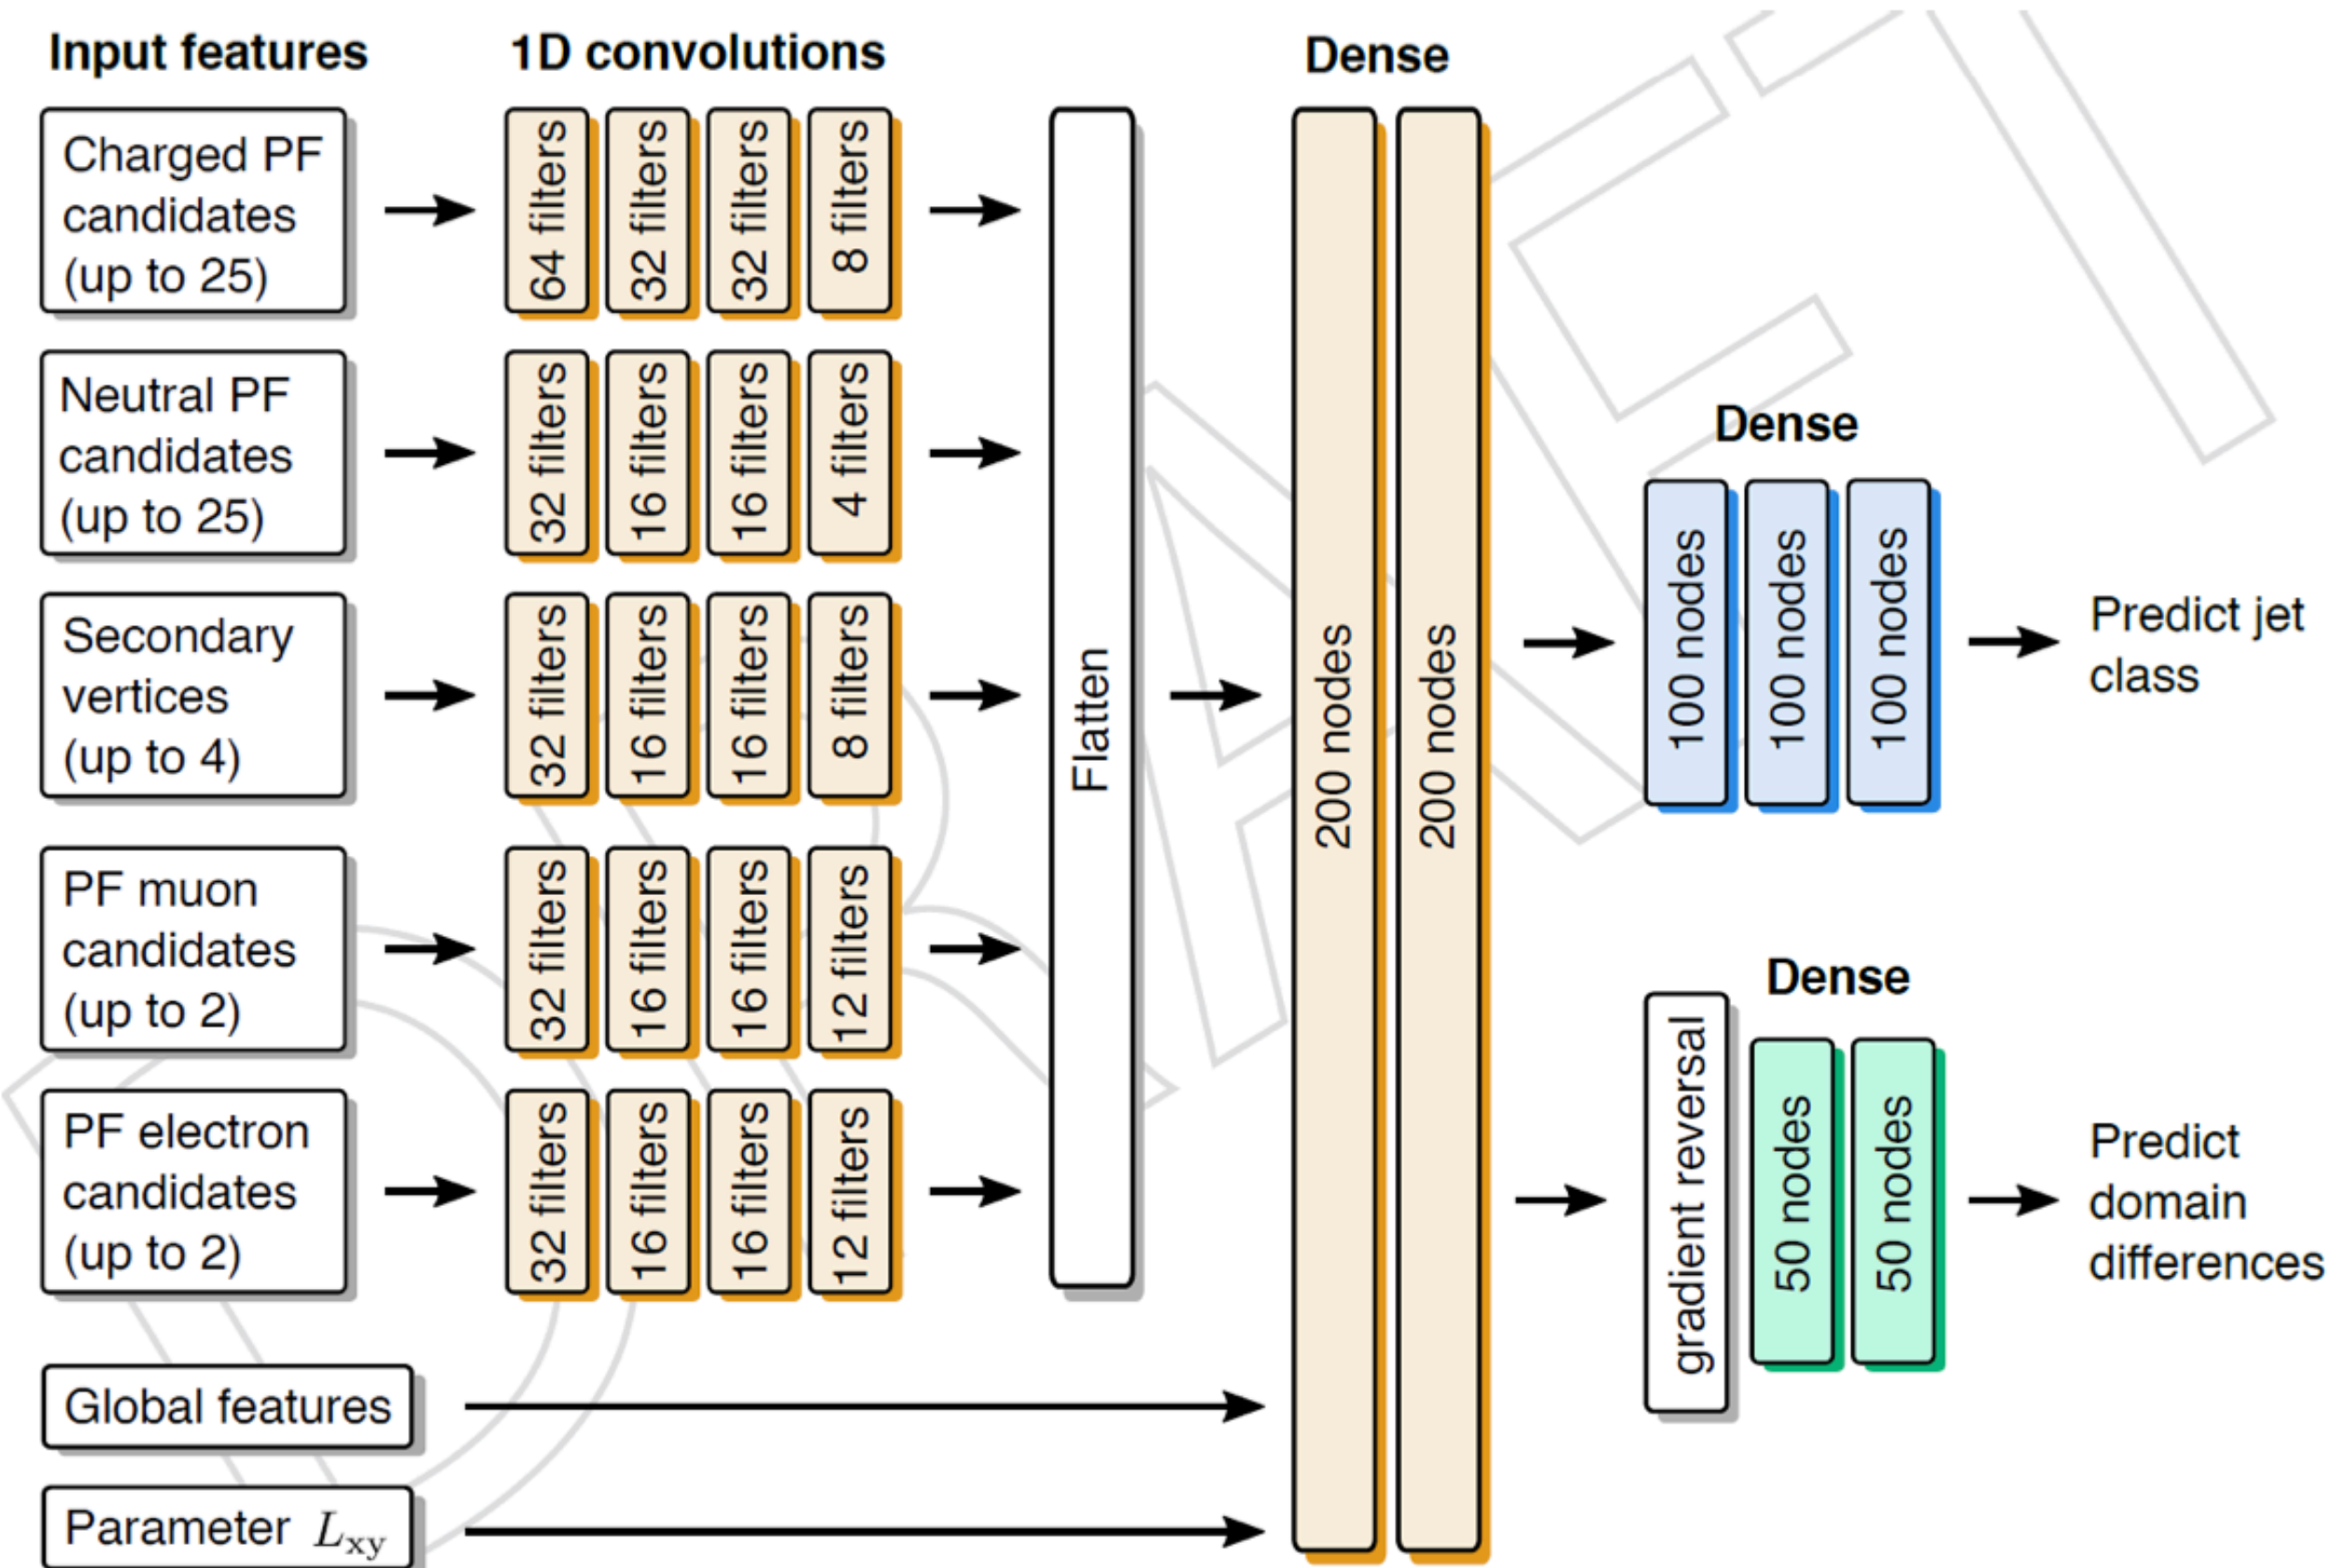 Input features
1D convolutions
Dense
Charged PF
candidates
(up to 25)
64 filters
32 filters
32 filters
8 filters
Neutral PF
candidates
(up to 25)
32 filters
16 filters
16 filters
4 filters
Secondary
vertices
(up to 4)
32 filters
16 filters
16 filters
8 filters
PF muon
candidates
(up to 2)
32 filters
16 filters
16 filters
12 filters
PF electron
candidates
(up to 2)
32 filters
16 filters
16 filters
12 filters
Global features
Parameter L_xy
Flatten
200 nodes
200 nodes
Dense
100 nodes
100 nodes
100 nodes
Predict jet
class
Dense
gradient reversal
50 nodes
50 nodes
Predict
domain
differences
DRAFT